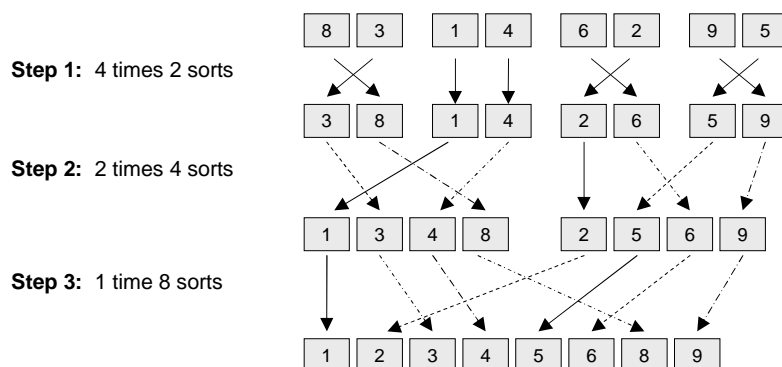 8 3 1 4 6 2 9 5
Step 1: 4 times 2 sorts
3 8 1 4 2 6 5 9
Step 2: 2 times 4 sorts
1 3 4 8 2 5 6 9
Step 3: 1 time 8 sorts
1 2 3 4 5 6 8 9